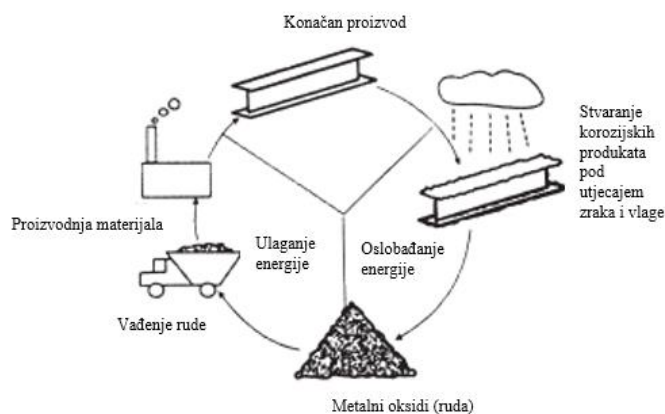 Konačan proizvod
Stvaranje
korozijskih
produkata
pod
utjecajem
zraka i vlage
Proizvodnja materijala
Ulaganje
energije
Oslobađanje
energije
Vađenje rude
Metalni oksidi (ruda)